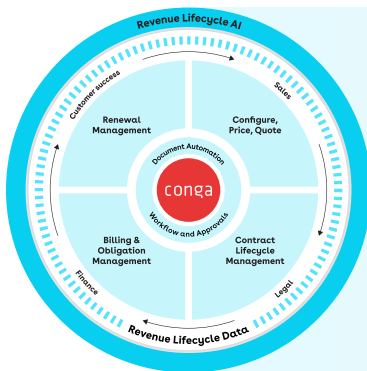 Revenue Lifecycle AI
Customer success
Sales
Renewal
Management
Configure,
Price, Quote
Document Automation
conga
Workflow and Approvals
Billing &
Obligation
Management
Contract
Lifecycle
Management
Finance
Legal
Revenue Lifecycle Data